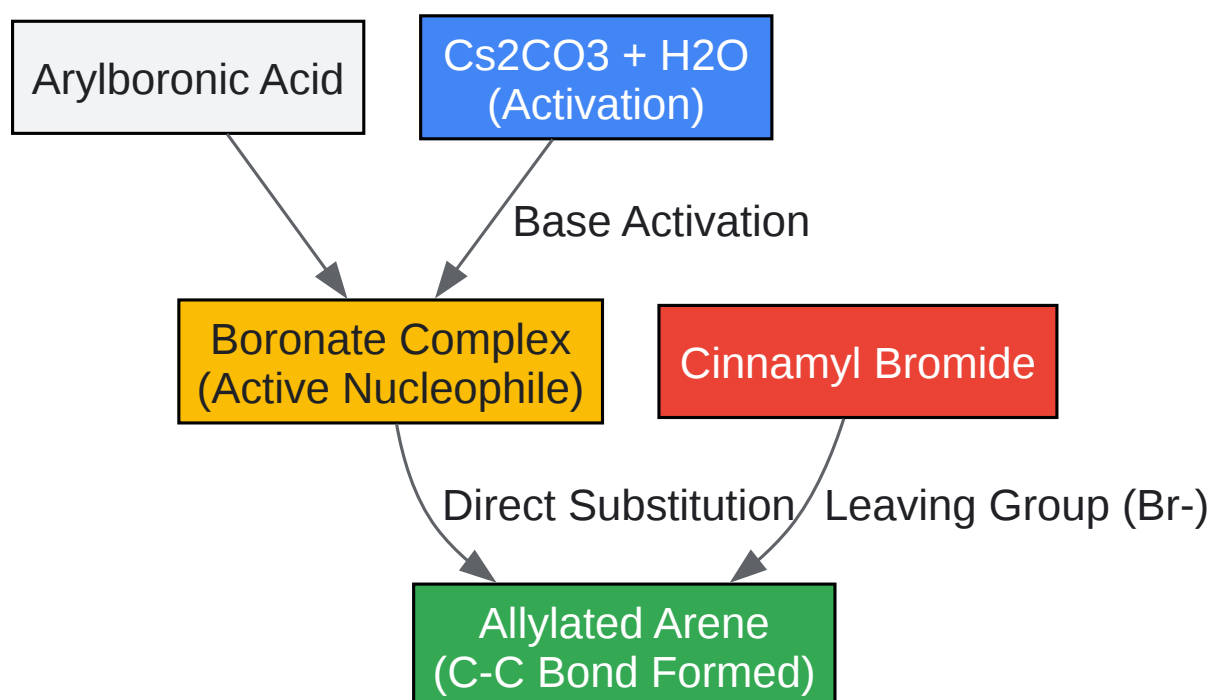 Arylboronic Acid
Cs2CO3 + H2O
(Activation)
Base Activation
Boronate Complex
(Active Nucleophile)
Cinnamyl Bromide
Direct Substitution
Leaving Group (Br-)
Allylated Arene
(C-C Bond Formed)